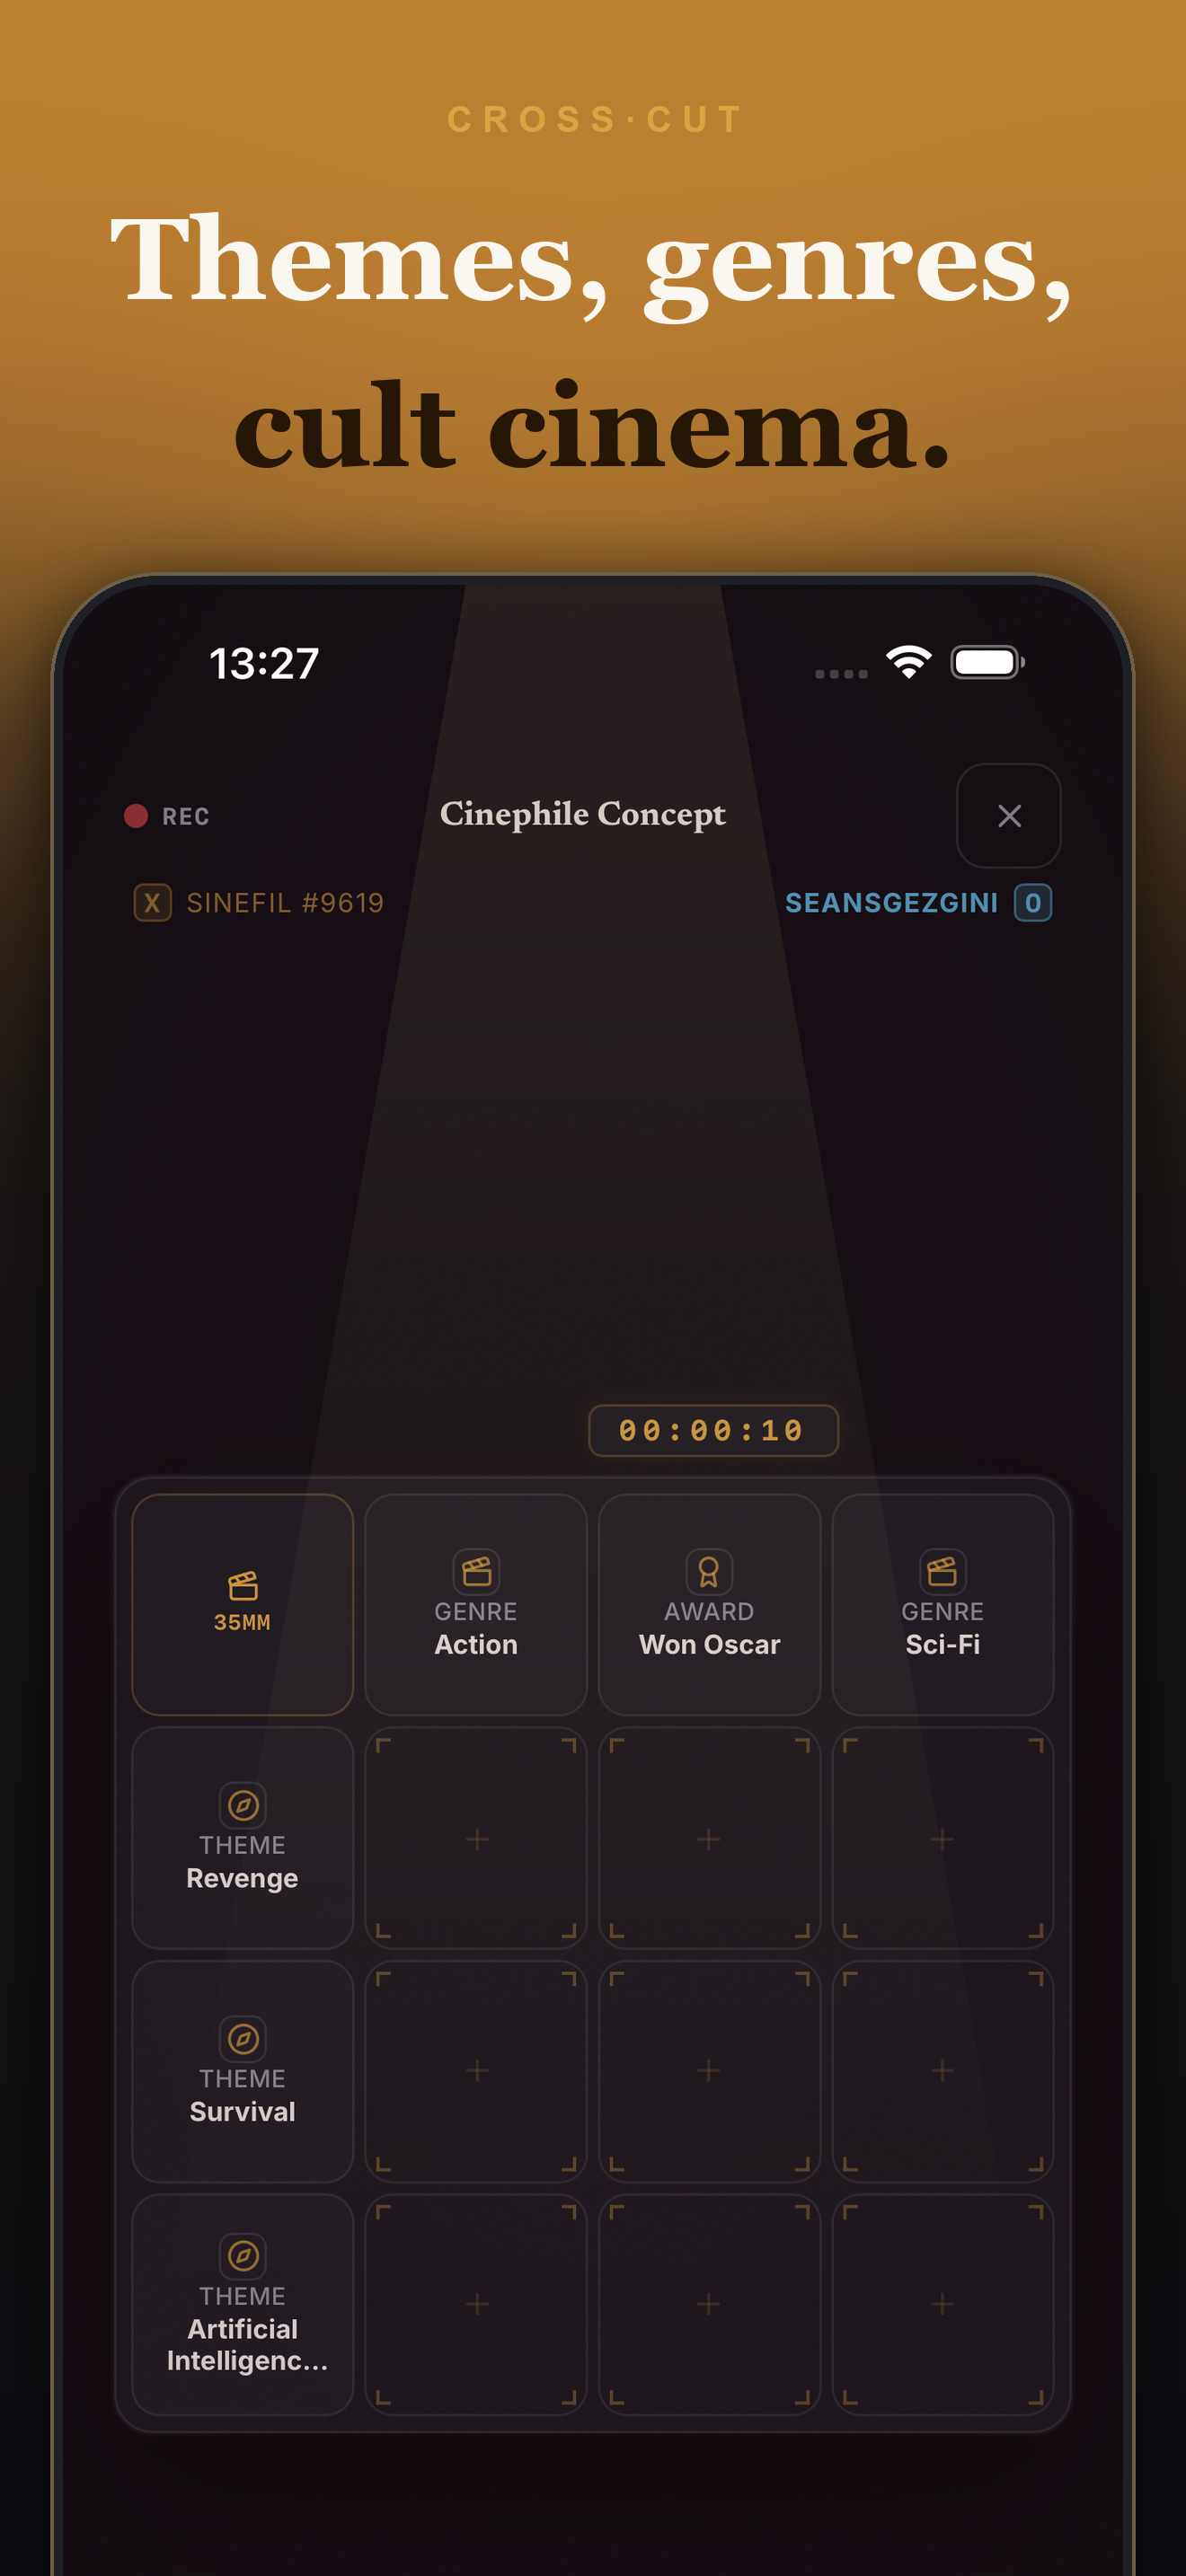 CROSS·CUT
Themes, genres,
cult cinema.
13:27
REC
Cinephile Concept
X SINEFIL #9619
SEANSGEZGINI O
00:00:10
35MM
GENRE
Action
AWARD
Won Oscar
GENRE
Sci-Fi
THEME
Revenge
THEME
Survival
THEME
Artificial
Intelligenc...